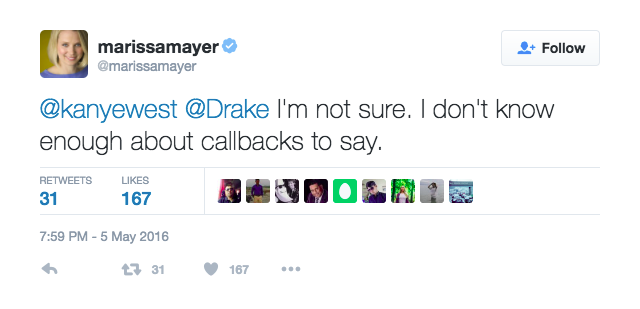 marissamayer
@marissamayer
Follow
@kanyewest @Drake I'm not sure. I don't know
enough about callbacks to say.
RETWEETS LIKES
31 167
7:59 PM - 5 May 2016
31 167